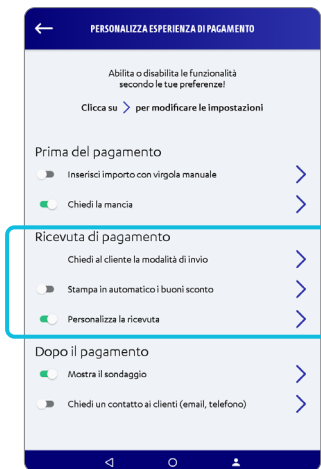 PERSONALIZZA ESPERIENZA DI PAGAMENTO
Abilita o disabilita le funzionalità
secondo le tue preferenze!
Clicca su > per modificare le impostazioni
Prima del pagamento
Inserisci importo con virgola manuale
Chiedi la mancia
Ricevuta di pagamento
Chiedi al cliente la modalità di invio
Stampa in automatico i buoni sconto
Personalizza la ricevuta
Dopo il pagamento
Mostra il sondaggio
Chiedi un contatto ai clienti (email, telefono)